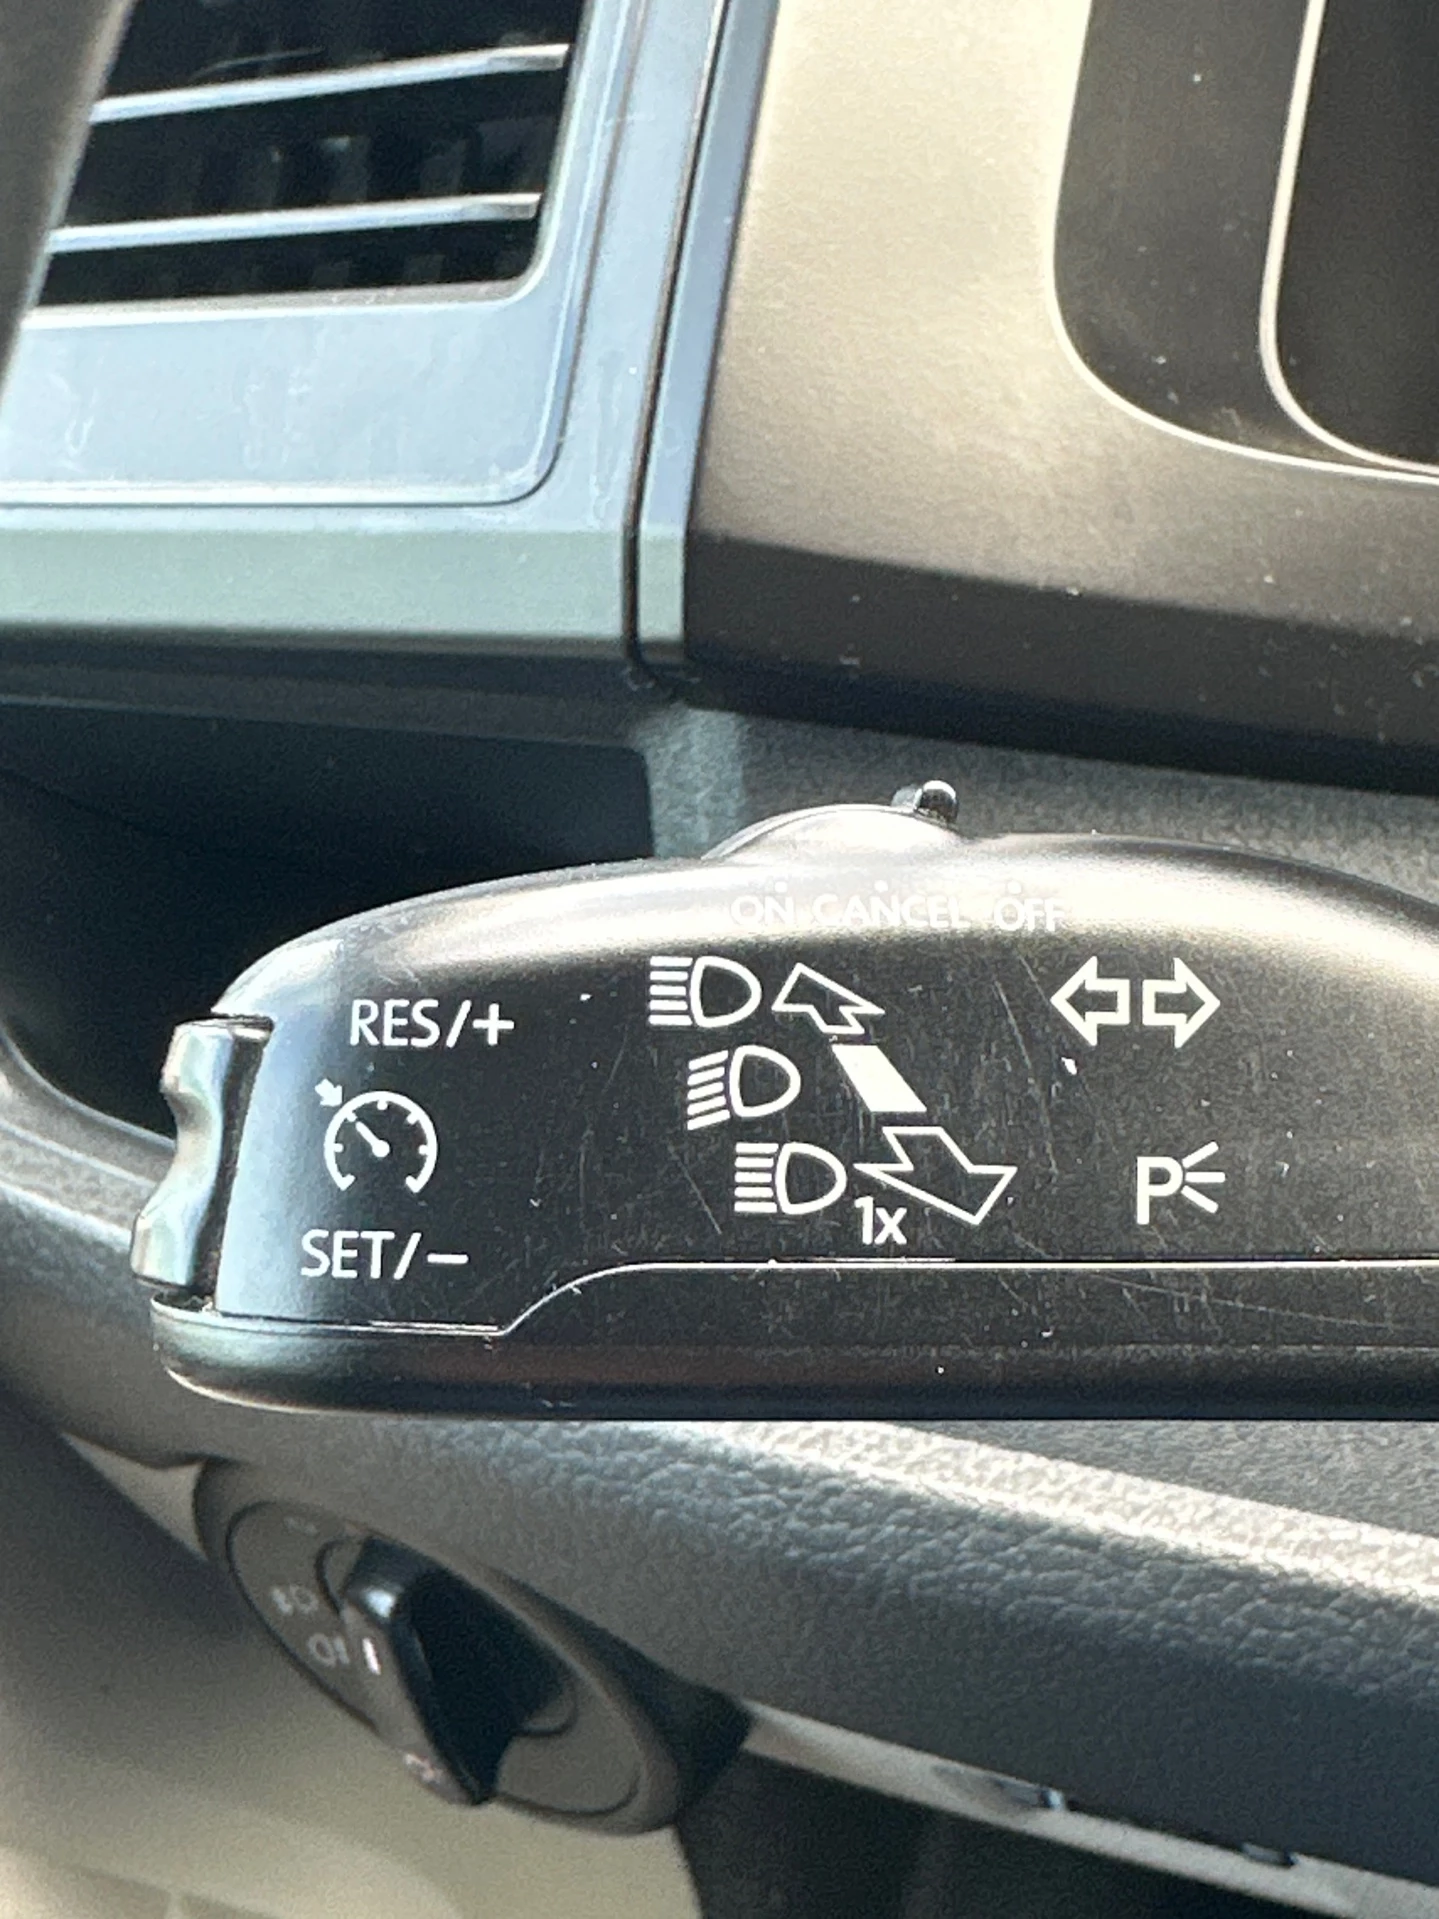 ON CANCEL OFF
RES/+
SET/-
1x
P